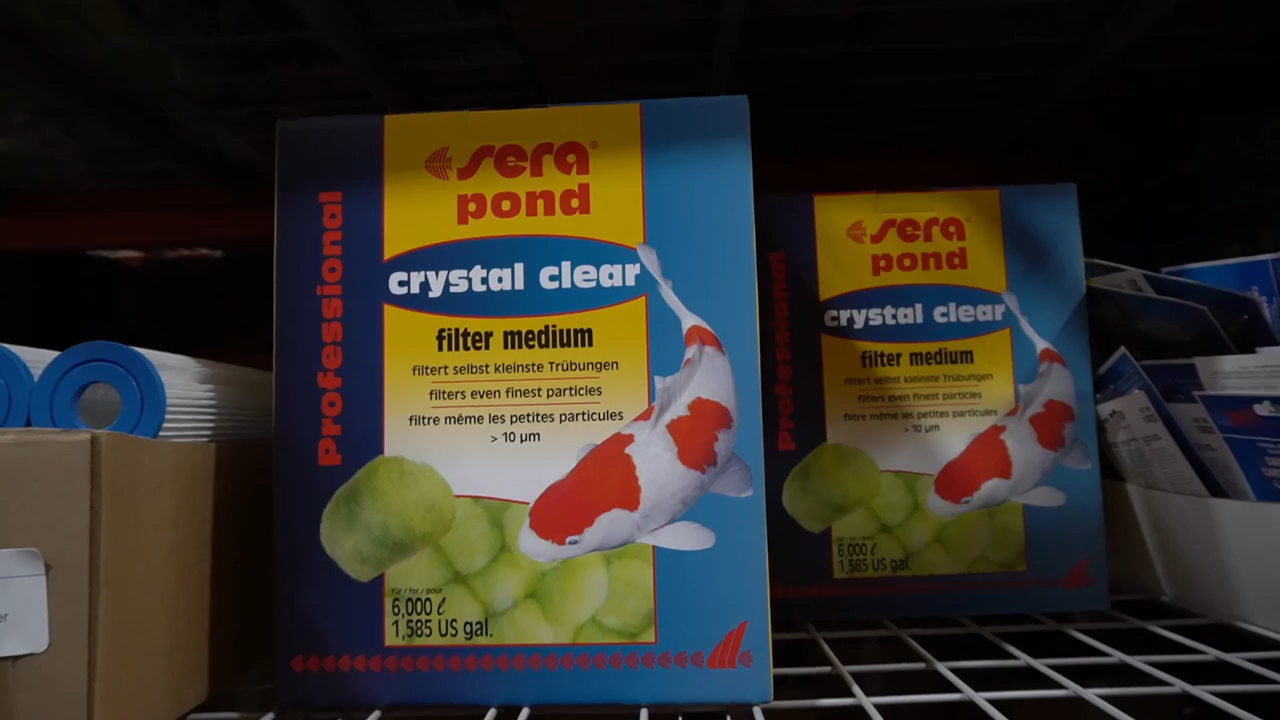 Professional
sera®
pond
crystal clear
filter medium
filtert selbst kleinste Trübungen
filters even finest particles
filtre même les petites particules
> 10 µm
für / for / pour
6,000 ℓ
1,585 US gal.
Professional
sera®
pond
crystal clear
filter medium
filtert selbst kleinste Trübungen
filters even finest particles
filtre même les petites particules
> 10 µm
für / for / pour
6,000 ℓ
1,585 US gal.